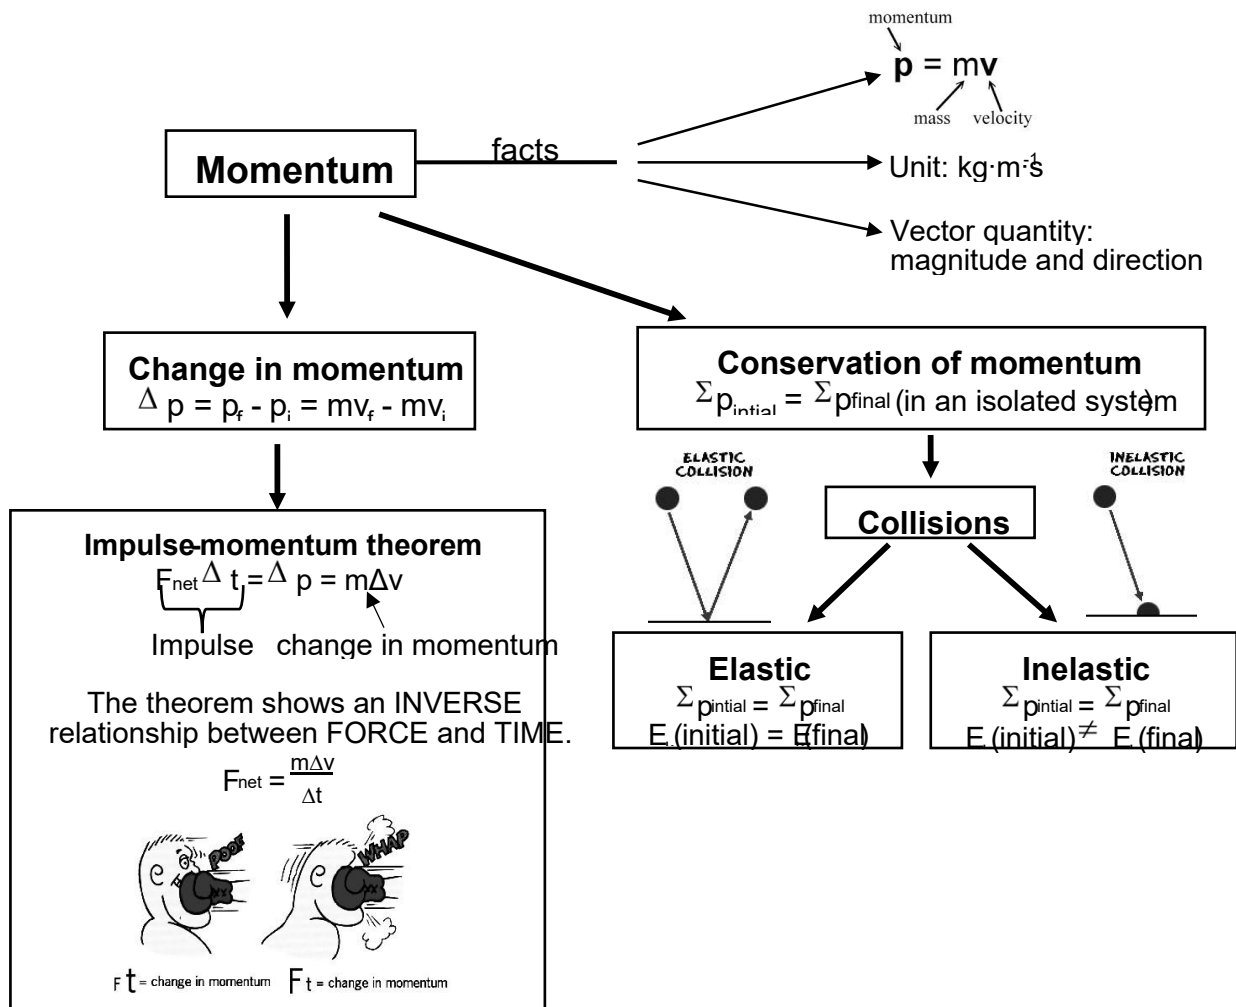 momentum
p = mv
mass velocity
facts
Momentum
Unit: kg·m·s-1
Vector quantity:
magnitude and direction
Change in momentum
Δ p = pf - pi = mvf - mvi
Conservation of momentum
Σpintial = Σpfinal (in an isolated system)
ELASTIC
COLLISION
INELASTIC
COLLISION
Collisions
Impulse-momentum theorem
FnetΔ t = Δ p = mΔv
Impulse change in momentum
The theorem shows an INVERSE
relationship between FORCE and TIME.
Fnet = mΔv
Δt
POOF
WHAP
F t = change in momentum
F t = change in momentum
Elastic
Σpintial = Σpfinal
E (initial) = E(final)
Inelastic
Σpintial = Σpfinal
E (initial) ≠ E (final)